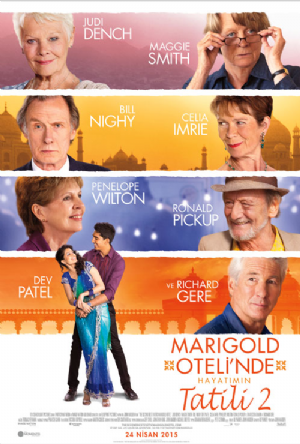 JUDI
DENCH
MAGGIE
SMITH
BILL
NIGHY
CELIA
IMRIE
PENELOPE
WILTON
RONALD
PICKUP
DEV
PATEL
VE RICHARD
GERE
MARIGOLD
OTELİ'NDE
HAYATIMIN
Tatili 2
24 NİSAN 2015